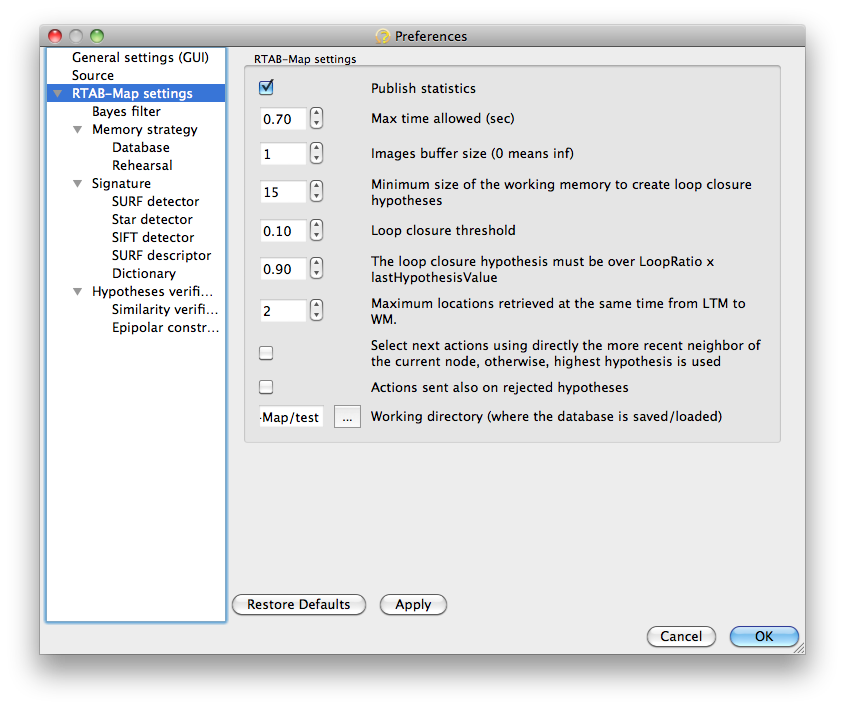 Preferences
General settings (GUI)
Source
RTAB-Map settings
Bayes filter
Memory strategy
Database
Rehearsal
Signature
SURF detector
Star detector
SIFT detector
SURF descriptor
Dictionary
Hypotheses verifi...
Similarity verifi...
Epipolar constr...
RTAB-Map settings
Publish statistics
0.70 Max time allowed (sec)
1 Images buffer size (0 means inf)
15 Minimum size of the working memory to create loop closure
hypotheses
0.10 Loop closure threshold
0.90 The loop closure hypothesis must be over LoopRatio x
lastHypothesisValue
2 Maximum locations retrieved at the same time from LTM to
WM.
Select next actions using directly the more recent neighbor of
the current node, otherwise, highest hypothesis is used
Actions sent also on rejected hypotheses
-Map/test ... Working directory (where the database is saved/loaded)
Restore Defaults Apply
Cancel OK